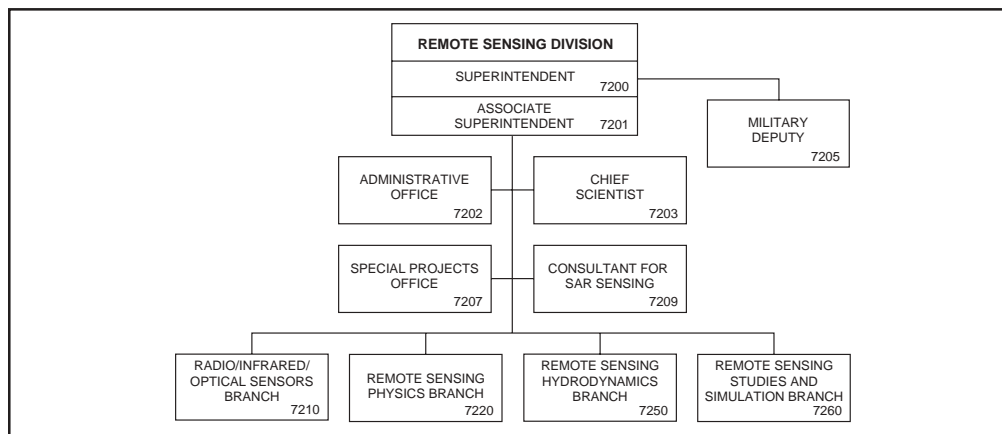 REMOTE SENSING DIVISION
SUPERINTENDENT
7200
ASSOCIATE
SUPERINTENDENT
7201
MILITARY
DEPUTY
7205
ADMINISTRATIVE
OFFICE
7202
CHIEF
SCIENTIST
7203
SPECIAL PROJECTS
OFFICE
7207
CONSULTANT FOR
SAR SENSING
7209
RADIO/INFRARED/
OPTICAL SENSORS
BRANCH
7210
REMOTE SENSING
PHYSICS BRANCH
7220
REMOTE SENSING
HYDRODYNAMICS
BRANCH
7250
REMOTE SENSING
STUDIES AND
SIMULATION BRANCH
7260